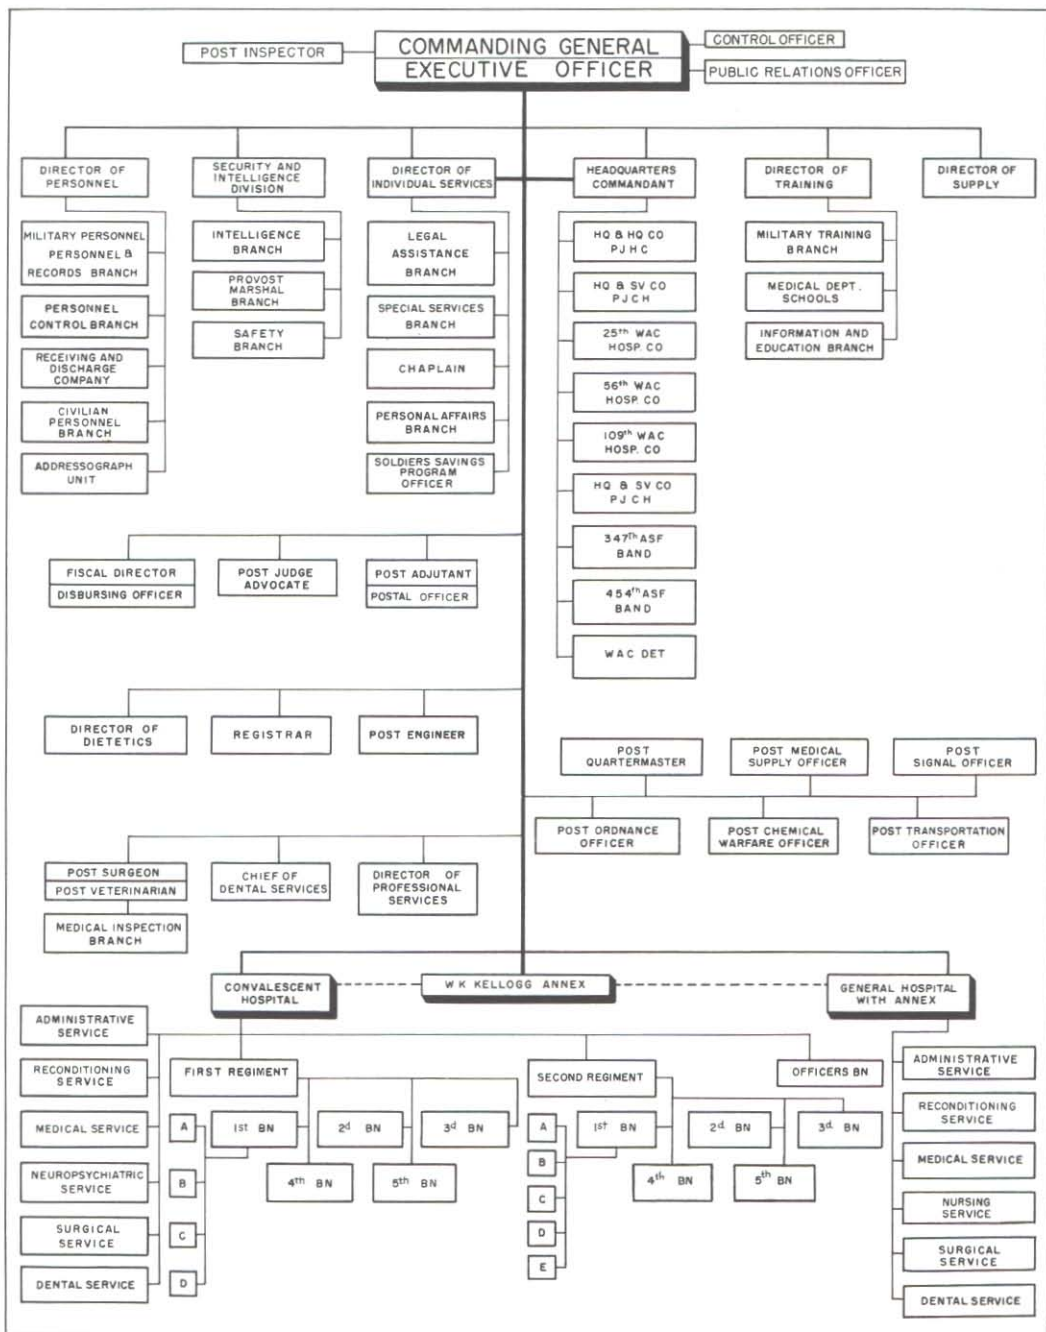 COMMANDING GENERAL
EXECUTIVE OFFICER
POST INSPECTOR
CONTROL OFFICER
PUBLIC RELATIONS OFFICER
DIRECTOR OF
PERSONNEL
MILITARY PERSONNEL
PERSONNEL &
RECORDS BRANCH
PERSONNEL
CONTROL BRANCH
RECEIVING AND
DISCHARGE
COMPANY
CIVILIAN
PERSONNEL
BRANCH
ADDRESSOGRAPH
UNIT
SECURITY AND
INTELLIGENCE
DIVISION
INTELLIGENCE
BRANCH
PROVOST
MARSHAL
BRANCH
SAFETY
BRANCH
DIRECTOR OF
INDIVIDUAL SERVICES
LEGAL
ASSISTANCE
BRANCH
SPECIAL SERVICES
BRANCH
CHAPLAIN
PERSONAL AFFAIRS
BRANCH
SOLDIERS SAVINGS
PROGRAM
OFFICER
HEADQUARTERS
COMMANDANT
HQ & HQ CO
PJHC
HQ & SV CO
PJCH
25th WAC
HOSP. CO
56th WAC
HOSP. CO
109th WAC
HOSP. CO
HQ & SV CO
PJCH
347Th ASF
BAND
454th ASF
BAND
WAC DET
DIRECTOR
OF
TRAINING
MILITARY TRAINING
BRANCH
MEDICAL DEPT.
SCHOOLS
INFORMATION AND
EDUCATION BRANCH
DIRECTOR OF
SUPPLY
FISCAL DIRECTOR
DISBURSING OFFICER
POST JUDGE
ADVOCATE
POST ADJUTANT
POSTAL OFFICER
DIRECTOR OF
DIETETICS
REGISTRAR
POST ENGINEER
POST
QUARTERMASTER
POST MEDICAL
SUPPLY OFFICER
POST
SIGNAL OFFICER
POST ORDNANCE
OFFICER
POST CHEMICAL
WARFARE OFFICER
POST TRANSPORTATION
OFFICER
POST SURGEON
POST VETERINARIAN
MEDICAL INSPECTION
BRANCH
CHIEF OF
DENTAL SERVICES
DIRECTOR OF
PROFESSIONAL
SERVICES
CONVALESCENT
HOSPITAL
WK KELLOGG ANNEX
GENERAL HOSPITAL
WITH ANNEX
ADMINISTRATIVE
SERVICE
RECONDITIONING
SERVICE
MEDICAL SERVICE
NEUROPSYCHIATRIC
SERVICE
SURGICAL
SERVICE
DENTAL SERVICE
FIRST REGIMENT
A
B
C
D
1st BN
2d BN
3d BN
4Th BN
5th BN
SECOND REGIMENT
A
B
C
D
E
1st BN
2d BN
3d BN
4th BN
5th BN
OFFICERS BN
ADMINISTRATIVE
SERVICE
RECONDITIONING
SERVICE
MEDICAL SERVICE
NURSING
SERVICE
SURGICAL
SERVICE
DENTAL SERVICE